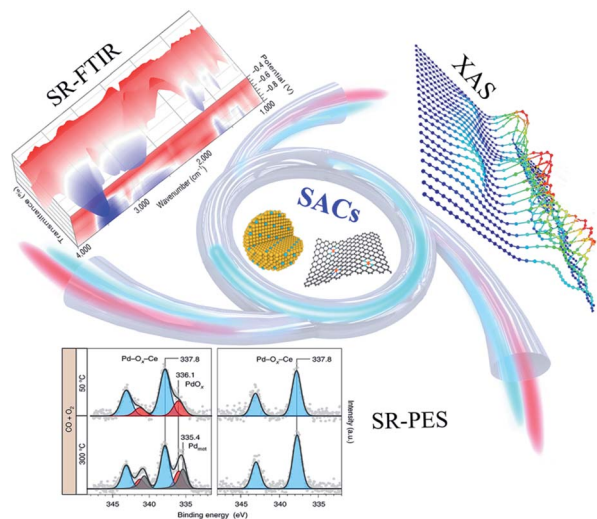 SR-FTIR
Potential (V)
-0.4
-0.6
-0.8
1,000
2,000
3,000
4,000
Wavenumber (cm⁻¹)
Transmittance (%)
XAS
SACs
CO + O₂
50 °C
300 °C
Pd–Oₓ–Ce
337.8
336.1
PdOₓ
335.4
Pd_met
Pd–Oₓ–Ce
337.8
Intensity (a.u.)
SR-PES
345 340 335
345 340 335
Binding energy (eV)